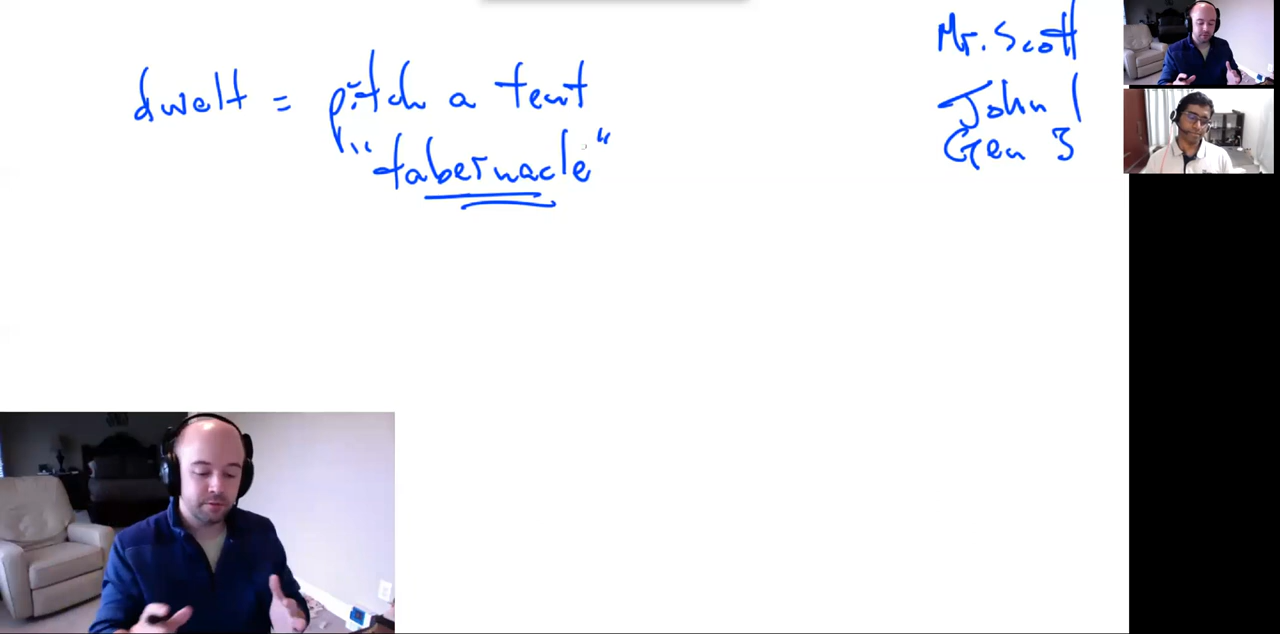 dwelt = pitch a tent
"tabernacle"
Mr. Scott
John 1
Gen 3